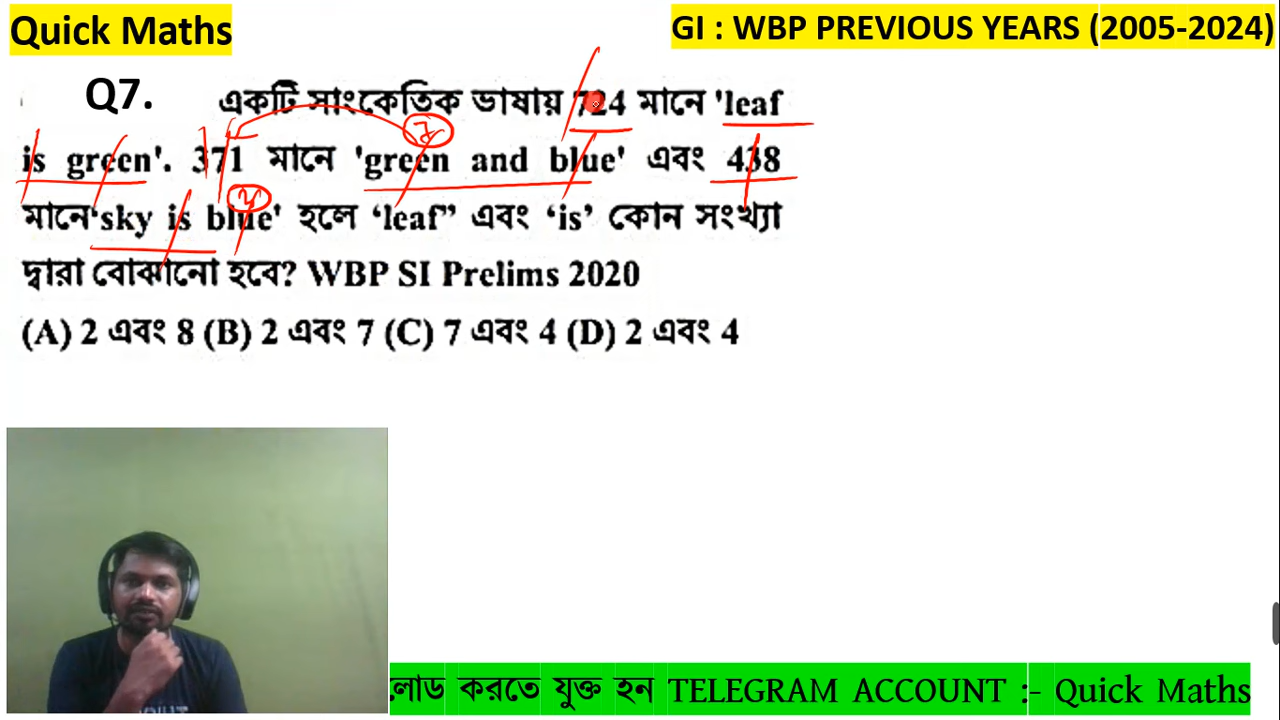 Quick Maths
GI : WBP PREVIOUS YEARS (2005-2024)
Q7. একটি সাংকেতিক ভাষায় 724 মানে 'leaf
is green'. 371 মানে 'green and blue' এবং 438
মানে 'sky is blue' হলে ‘leaf” এবং ‘is’ কোন সংখ্যা
দ্বারা বোঝানো হবে? WBP SI Prelims 2020
(A) 2 এবং 8 (B) 2 এবং 7 (C) 7 এবং 4 (D) 2 এবং 4
লোড করতে যুক্ত হন TELEGRAM ACCOUNT :- Quick Maths